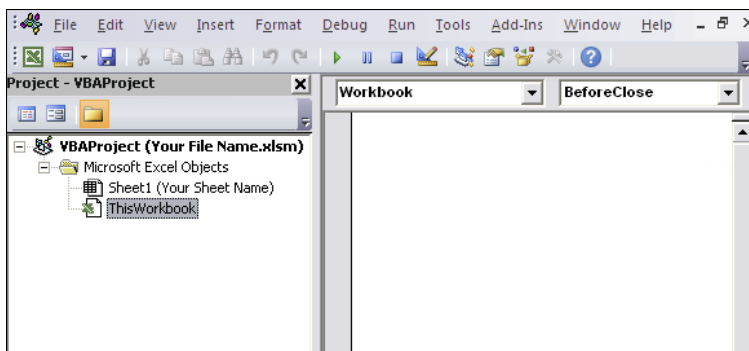 File Edit View Insert Format Debug Run Tools Add-Ins Window Help
Project - VBAProject
Workbook BeforeClose
VBAProject (Your File Name.xlsm)
Microsoft Excel Objects
Sheet1 (Your Sheet Name)
ThisWorkbook